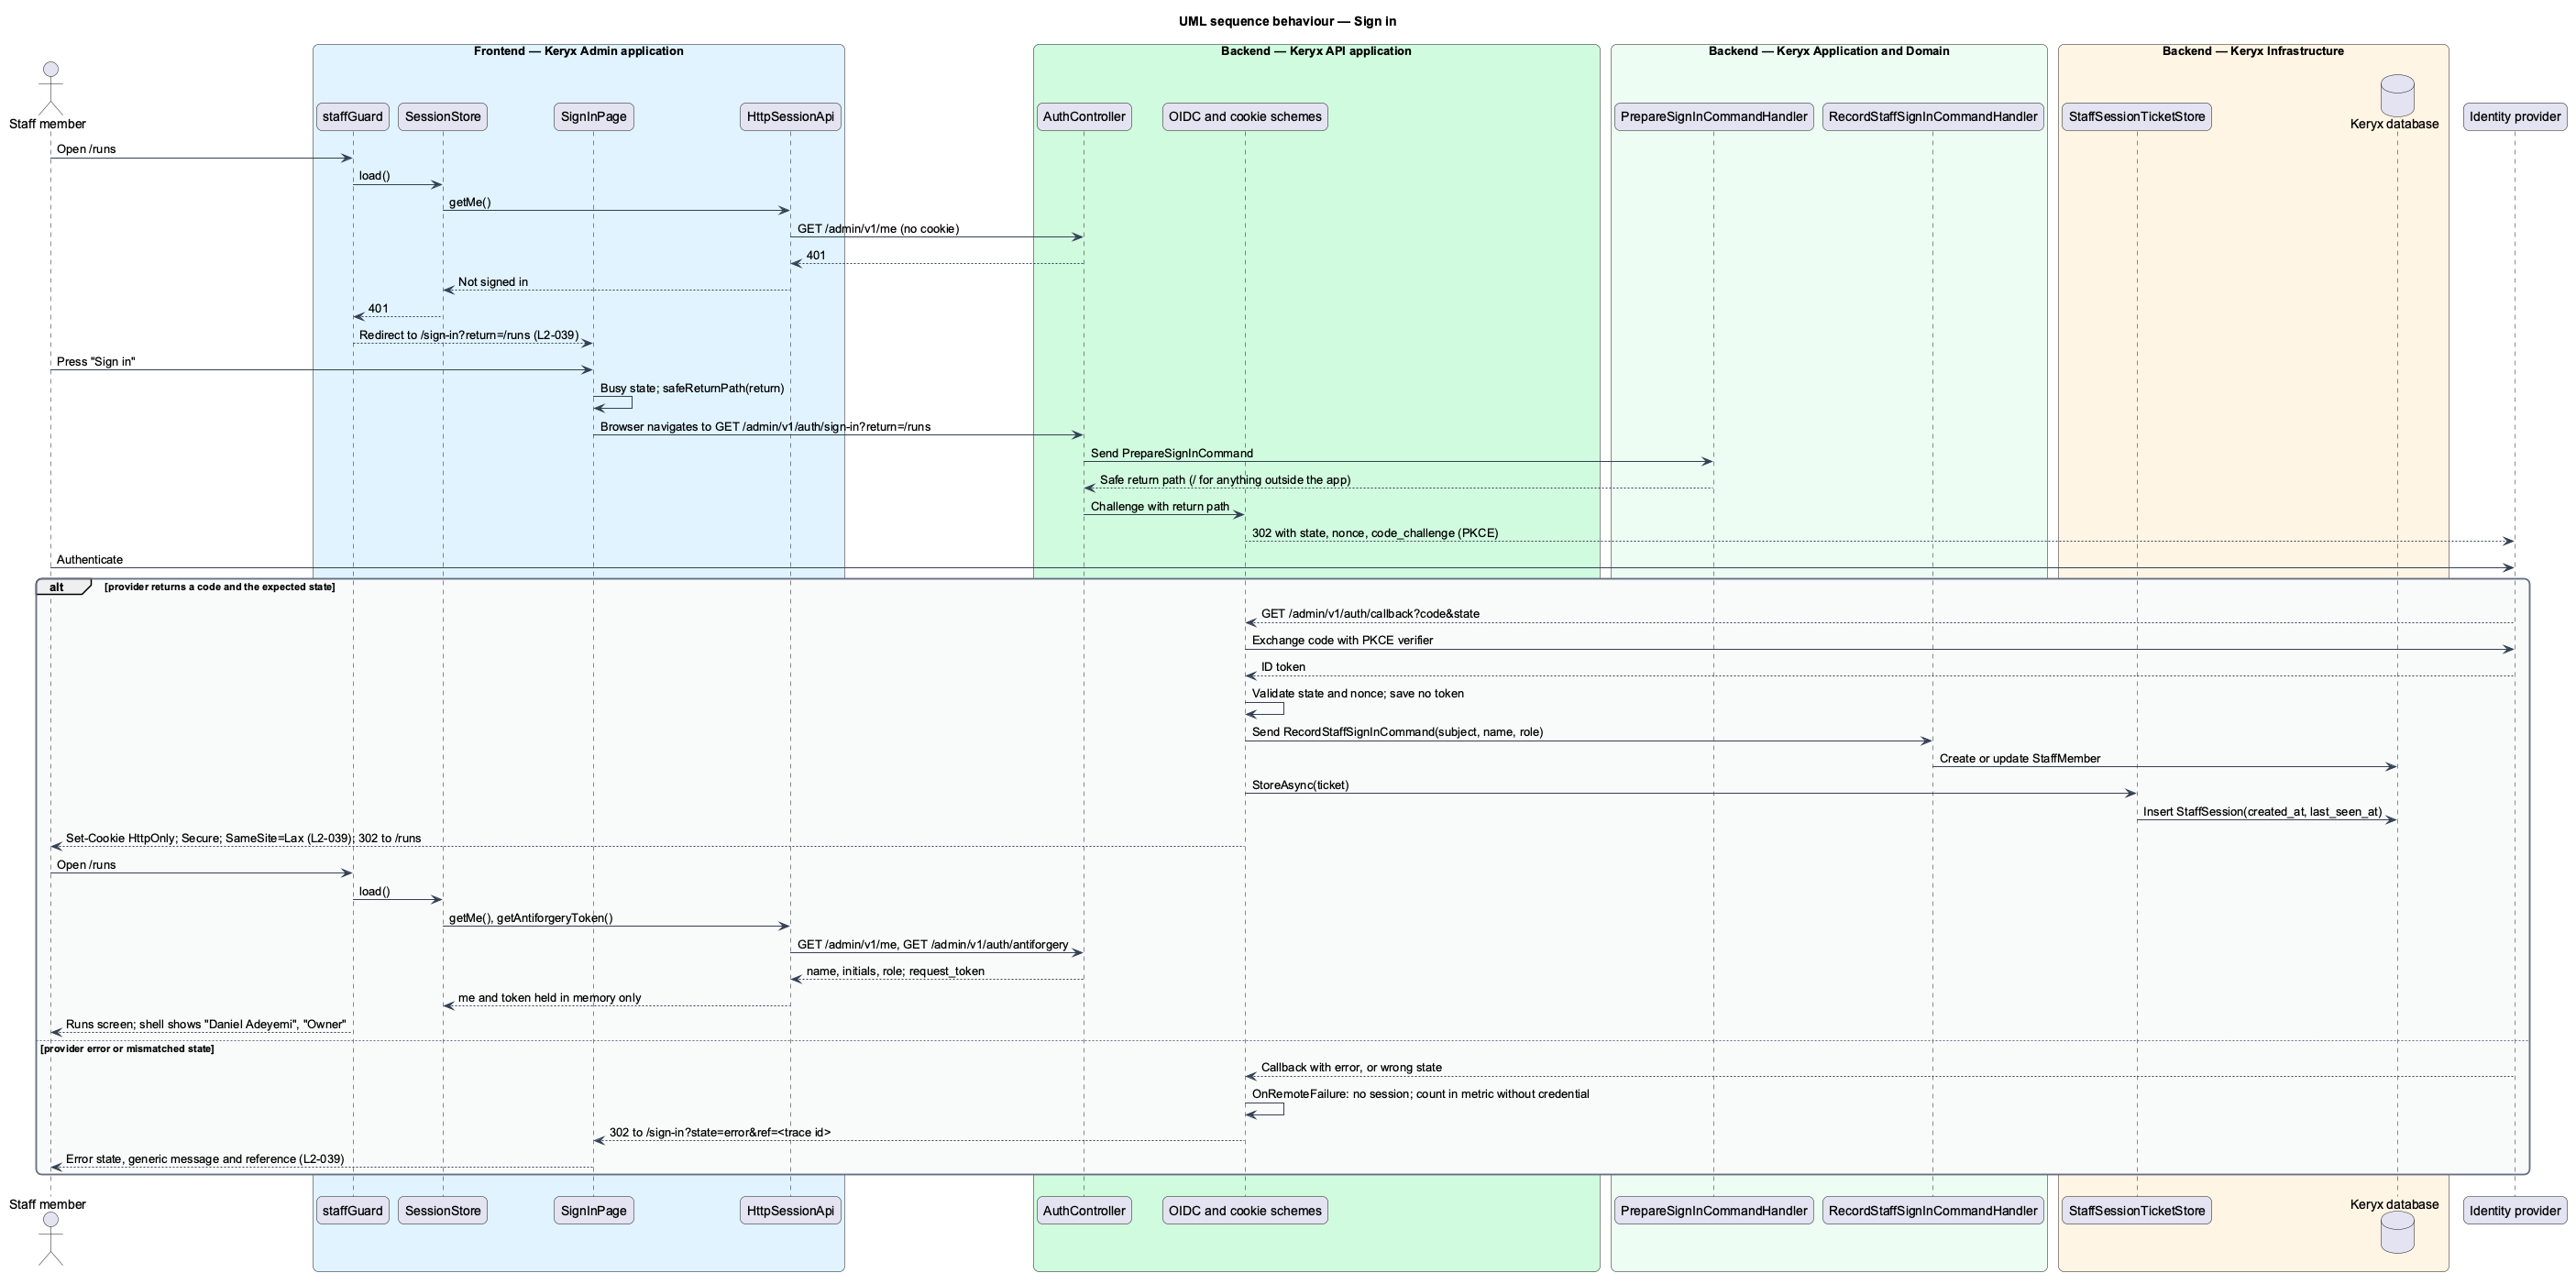 UML sequence behaviour — Sign in
Frontend — Keryx Admin application
Backend — Keryx API application
Backend — Keryx Application and Domain
Backend — Keryx Infrastructure
Staff member
staffGuard
SessionStore
SignInPage
HttpSessionApi
AuthController
OIDC and cookie schemes
PrepareSignInCommandHandler
RecordStaffSignInCommandHandler
StaffSessionTicketStore
Keryx database
Identity provider
Open /runs
load()
getMe()
GET /admin/v1/me (no cookie)
401
Not signed in
401
Redirect to /sign-in?return=/runs (L2-039)
Press "Sign in"
Busy state; safeReturnPath(return)
Browser navigates to GET /admin/v1/auth/sign-in?return=/runs
Send PrepareSignInCommand
Safe return path (/ for anything outside the app)
Challenge with return path
302 with state, nonce, code_challenge (PKCE)
Authenticate
alt
[provider returns a code and the expected state]
GET /admin/v1/auth/callback?code&state
Exchange code with PKCE verifier
ID token
Validate state and nonce; save no token
Send RecordStaffSignInCommand(subject, name, role)
Create or update StaffMember
StoreAsync(ticket)
Insert StaffSession(created_at, last_seen_at)
Set-Cookie HttpOnly; Secure; SameSite=Lax (L2-039); 302 to /runs
Open /runs
load()
getMe(), getAntiforgeryToken()
GET /admin/v1/me, GET /admin/v1/auth/antiforgery
name, initials, role; request_token
me and token held in memory only
Runs screen; shell shows "Daniel Adeyemi", "Owner"
[provider error or mismatched state]
Callback with error, or wrong state
OnRemoteFailure: no session; count in metric without credential
302 to /sign-in?state=error&ref=<trace id>
Error state, generic message and reference (L2-039)
Staff member
staffGuard
SessionStore
SignInPage
HttpSessionApi
AuthController
OIDC and cookie schemes
PrepareSignInCommandHandler
RecordStaffSignInCommandHandler
StaffSessionTicketStore
Keryx database
Identity provider